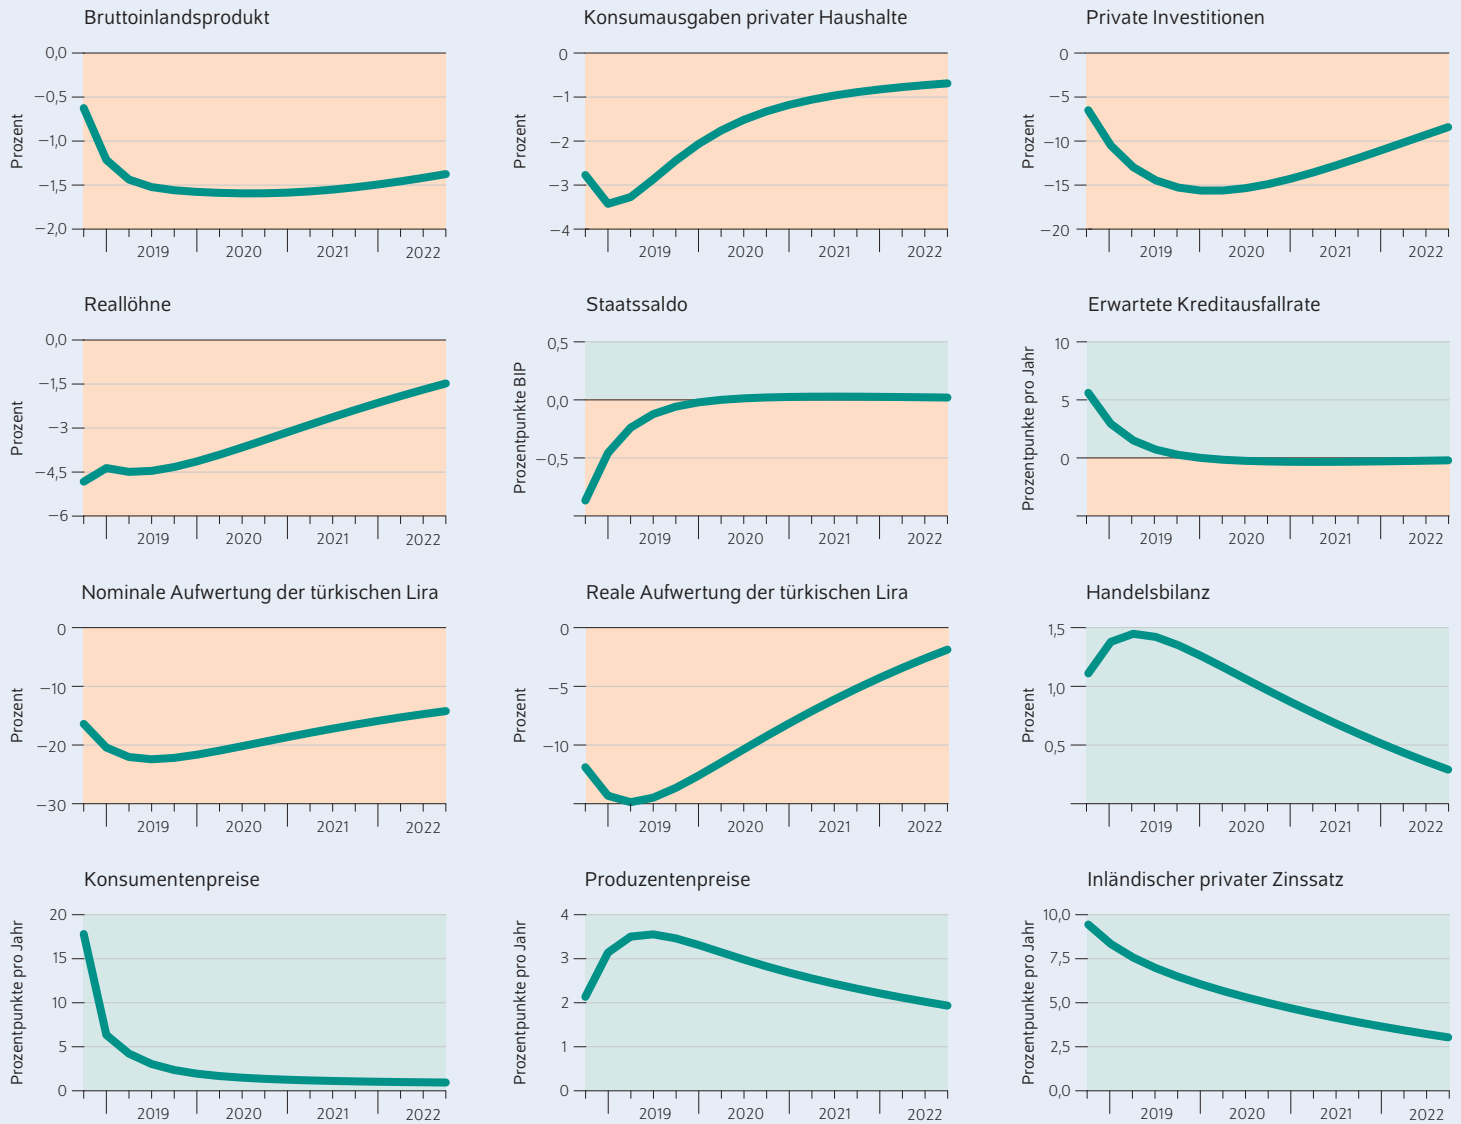 Bruttoinlandsprodukt
Prozent
0,0
−0,5
−1,0
−1,5
−2,0
2019 2020 2021 2022
Konsumausgaben privater Haushalte
Prozent
0
−1
−2
−3
−4
2019 2020 2021 2022
Private Investitionen
Prozent
0
−5
−10
−15
−20
2019 2020 2021 2022
Reallöhne
Prozent
0,0
−1,5
−3
−4,5
−6
2019 2020 2021 2022
Staatssaldo
Prozentpunkte BIP
0,5
0,0
−0,5
2019 2020 2021 2022
Erwartete Kreditausfallrate
Prozentpunkte pro Jahr
10
5
0
2019 2020 2021 2022
Nominale Aufwertung der türkischen Lira
Prozent
0
−10
−20
−30
2019 2020 2021 2022
Reale Aufwertung der türkischen Lira
Prozent
0
−5
−10
2019 2020 2021 2022
Handelsbilanz
Prozent
1,5
1,0
0,5
2019 2020 2021 2022
Konsumentenpreise
Prozentpunkte pro Jahr
20
15
10
5
0
2019 2020 2021 2022
Produzentenpreise
Prozentpunkte pro Jahr
4
3
2
1
0
2019 2020 2021 2022
Inländischer privater Zinssatz
Prozentpunkte pro Jahr
10,0
7,5
5,0
2,5
0,0
2019 2020 2021 2022